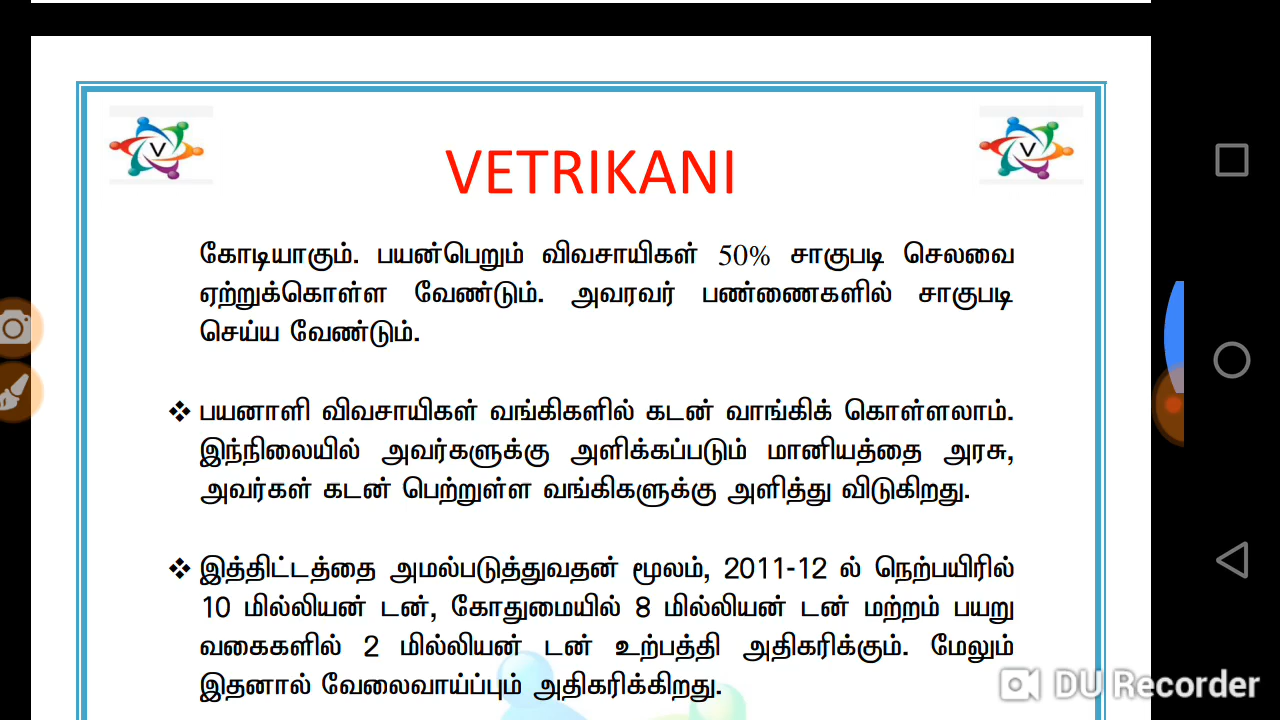 V
V
VETRIKANI
கோடியாகும். பயன்பெறும் விவசாயிகள் 50% சாகுபடி செலவை
ஏற்றுக்கொள்ள வேண்டும். அவரவர் பண்ணைகளில் சாகுபடி
செய்ய வேண்டும்.
❖ பயனாளி விவசாயிகள் வங்கிகளில் கடன் வாங்கிக் கொள்ளலாம்.
இந்நிலையில் அவர்களுக்கு அளிக்கப்படும் மானியத்தை அரசு,
அவர்கள் கடன் பெற்றுள்ள வங்கிகளுக்கு அளித்து விடுகிறது.
❖ இத்திட்டத்தை அமல்படுத்துவதன் மூலம், 2011-12 ல் நெற்பயிரில்
10 மில்லியன் டன், கோதுமையில் 8 மில்லியன் டன் மற்றம் பயறு
வகைகளில் 2 மில்லியன் டன் உற்பத்தி அதிகரிக்கும். மேலும்
இதனால் வேலைவாய்ப்பும் அதிகரிக்கிறது.
DU Recorder